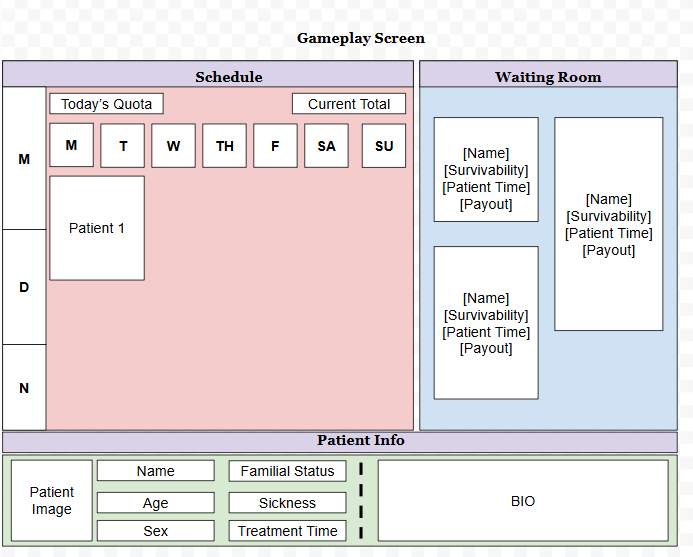 Gameplay Screen
Schedule
Today's Quota
Current Total
M T W TH F SA SU
M
D
N
Patient 1
Waiting Room
[Name]
[Survivability]
[Patient Time]
[Payout]
[Name]
[Survivability]
[Patient Time]
[Payout]
[Name]
[Survivability]
[Patient Time]
[Payout]
Patient Info
Patient
Image
Name
Age
Sex
Familial Status
Sickness
Treatment Time
BIO